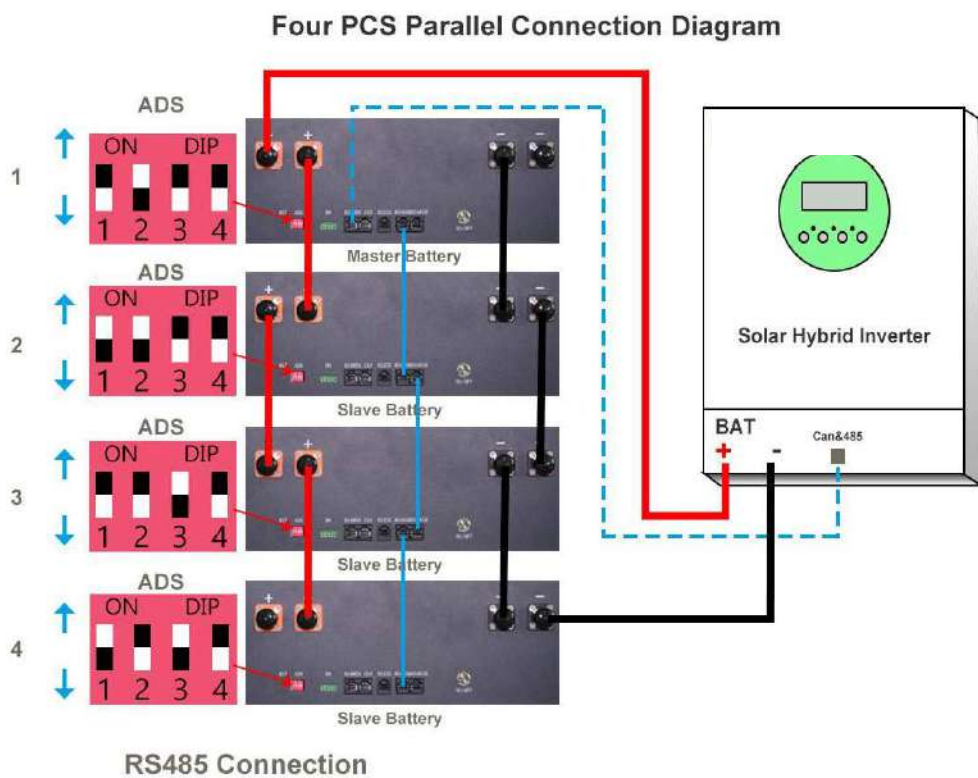 Four PCS Parallel Connection Diagram
ADS
1
ON DIP
1 2 3 4
+
-
-
Master Battery
ADS
2
ON DIP
1 2 3 4
+
-
Slave Battery
ADS
3
ON DIP
1 2 3 4
+
-
Slave Battery
ADS
4
ON DIP
1 2 3 4
+
-
Slave Battery
Solar Hybrid Inverter
BAT
Can&485
+ -
RS485 Connection